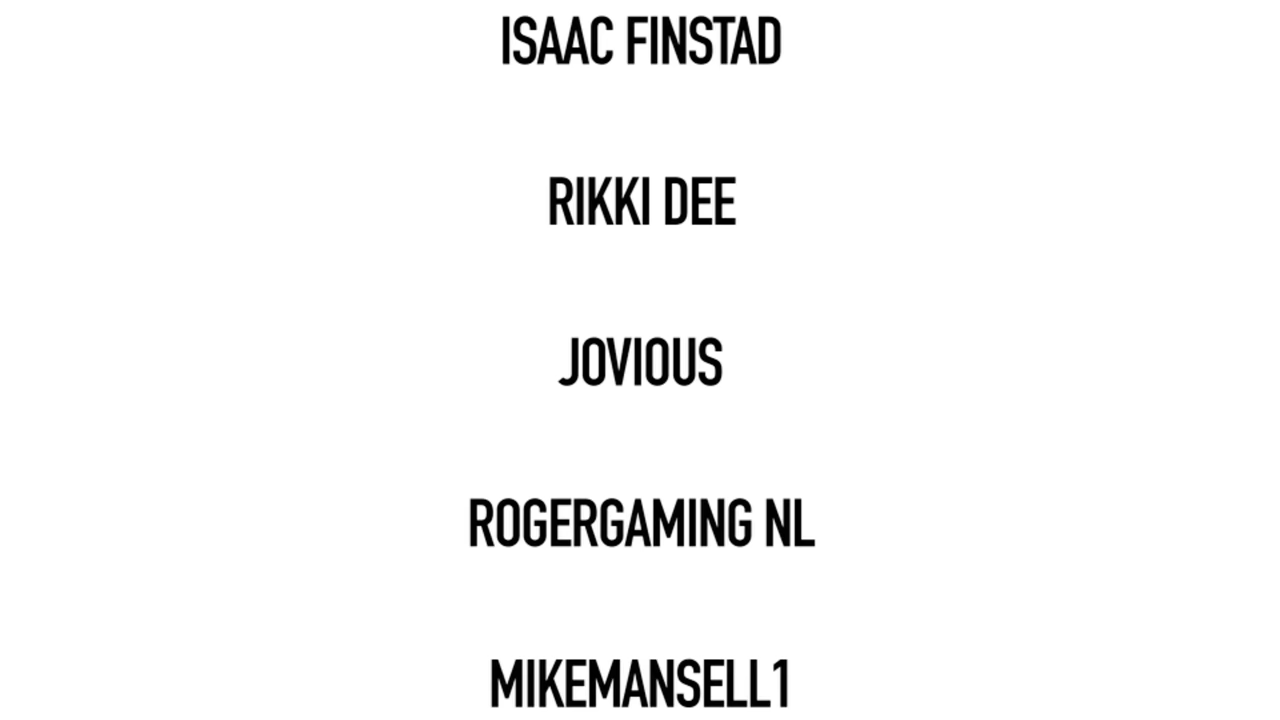 ISAAC FINSTAD
RIKKI DEE
JOVIOUS
ROGERGAMING NL
MIKEMANSELL1